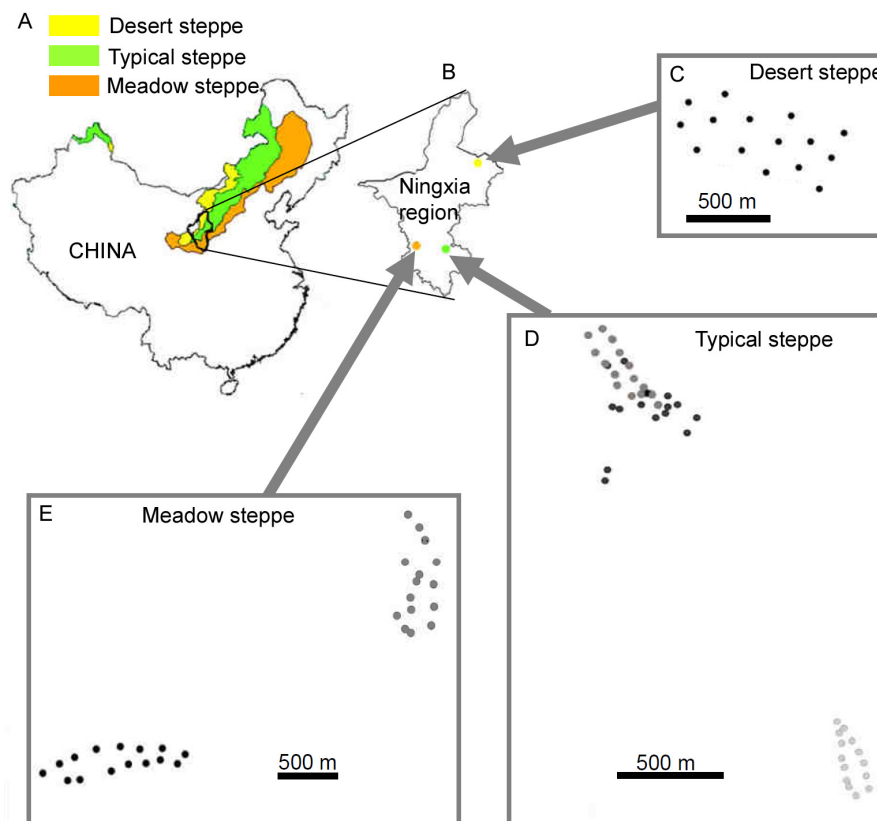 A
Desert steppe
Typical steppe
Meadow steppe
B
Ningxia
region
CHINA
C
Desert steppe
500 m
D
Typical steppe
500 m
E
Meadow steppe
500 m